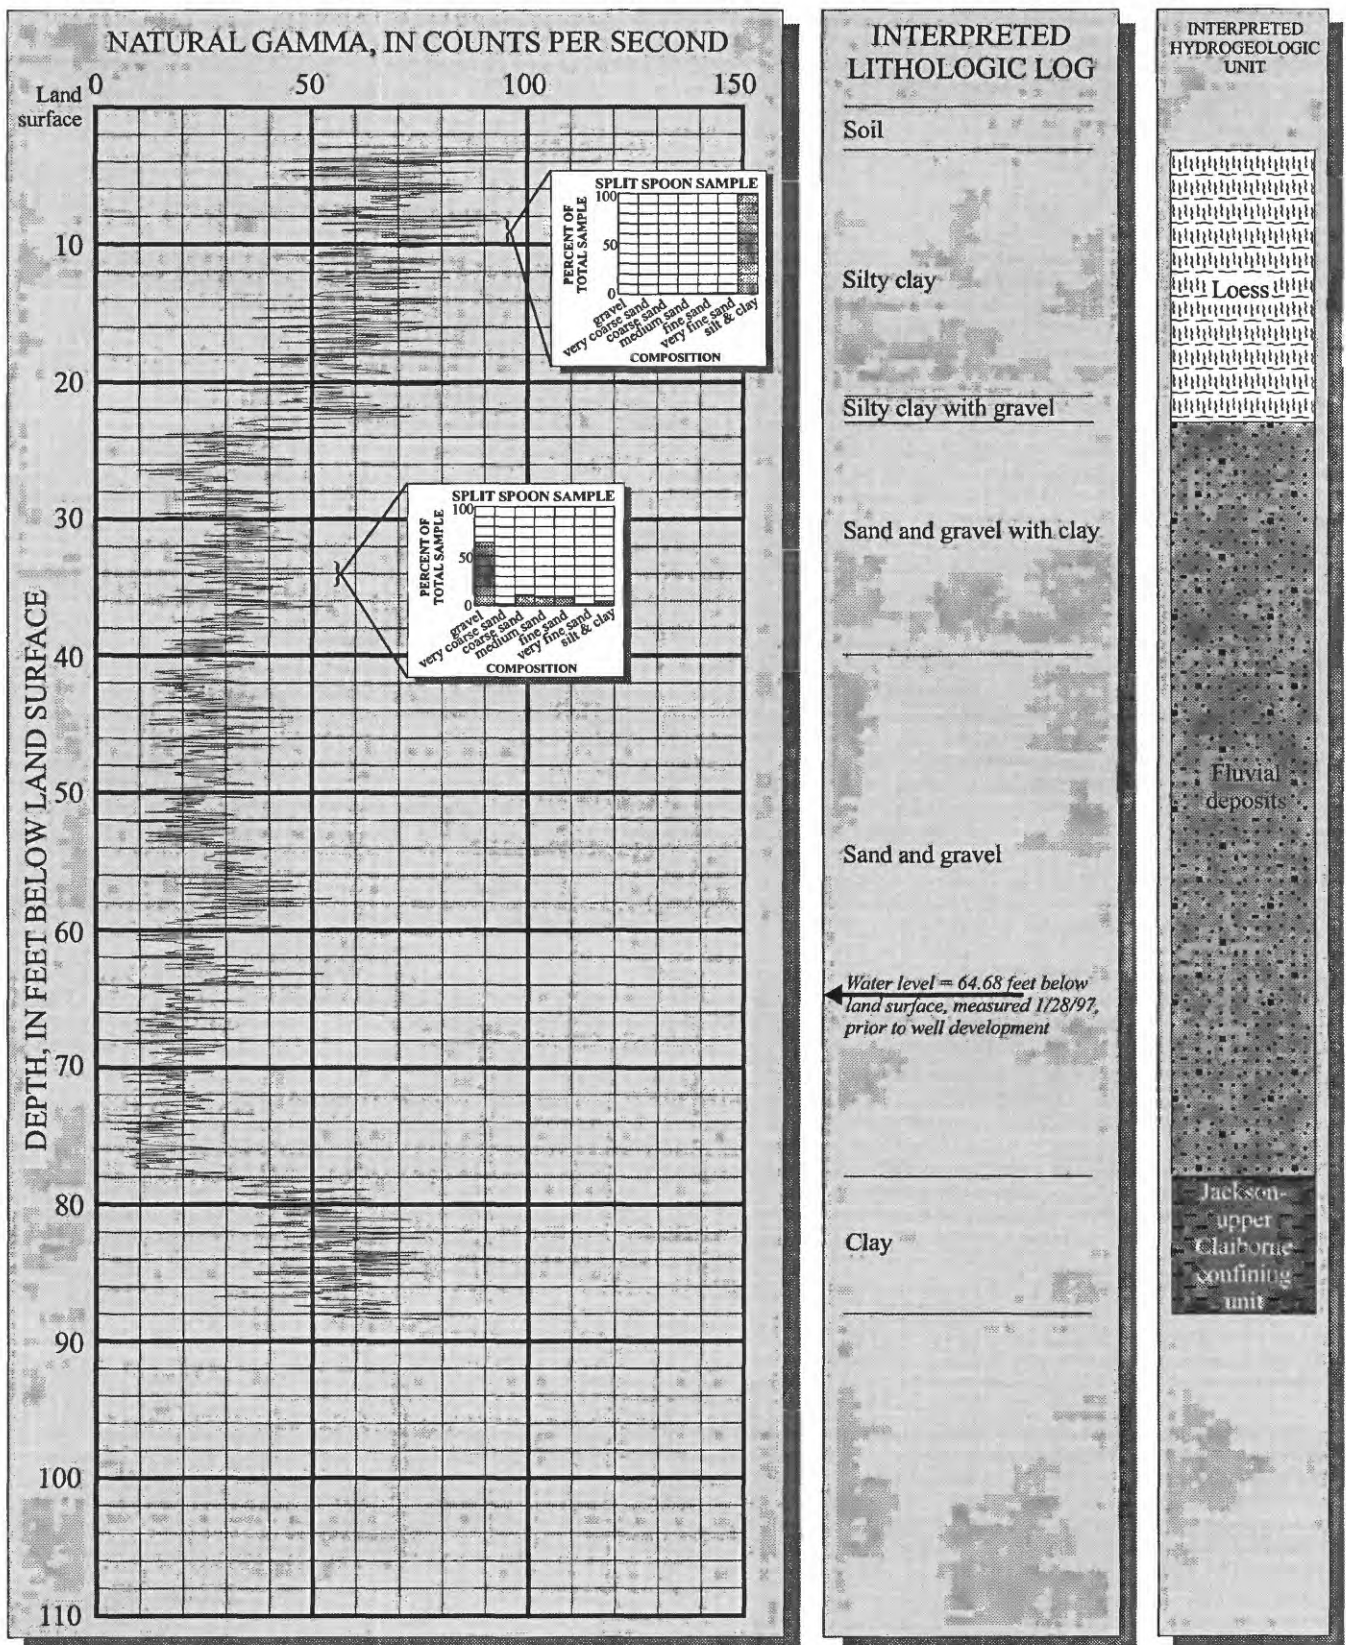 NATURAL GAMMA, IN COUNTS PER SECOND
0 50 100 150
Land
surface
10
20
30
40
50
60
70
80
90
100
110
DEPTH, IN FEET BELOW LAND SURFACE
SPLIT SPOON SAMPLE
PERCENT OF
TOTAL SAMPLE
100
50
0
gravel
very coarse sand
coarse sand
medium sand
fine sand
very fine sand
silt & clay
COMPOSITION
SPLIT SPOON SAMPLE
PERCENT OF
TOTAL SAMPLE
100
50
0
gravel
very coarse sand
coarse sand
medium sand
fine sand
very fine sand
silt & clay
COMPOSITION
INTERPRETED
LITHOLOGIC LOG
Soil
Silty clay
Silty clay with gravel
Sand and gravel with clay
Sand and gravel
Water level = 64.68 feet below
land surface, measured 1/28/97,
prior to well development
Clay
INTERPRETED
HYDROGEOLOGIC
UNIT
Loess
Fluvial
deposits
Jackson-
upper
Claiborne
confining
unit